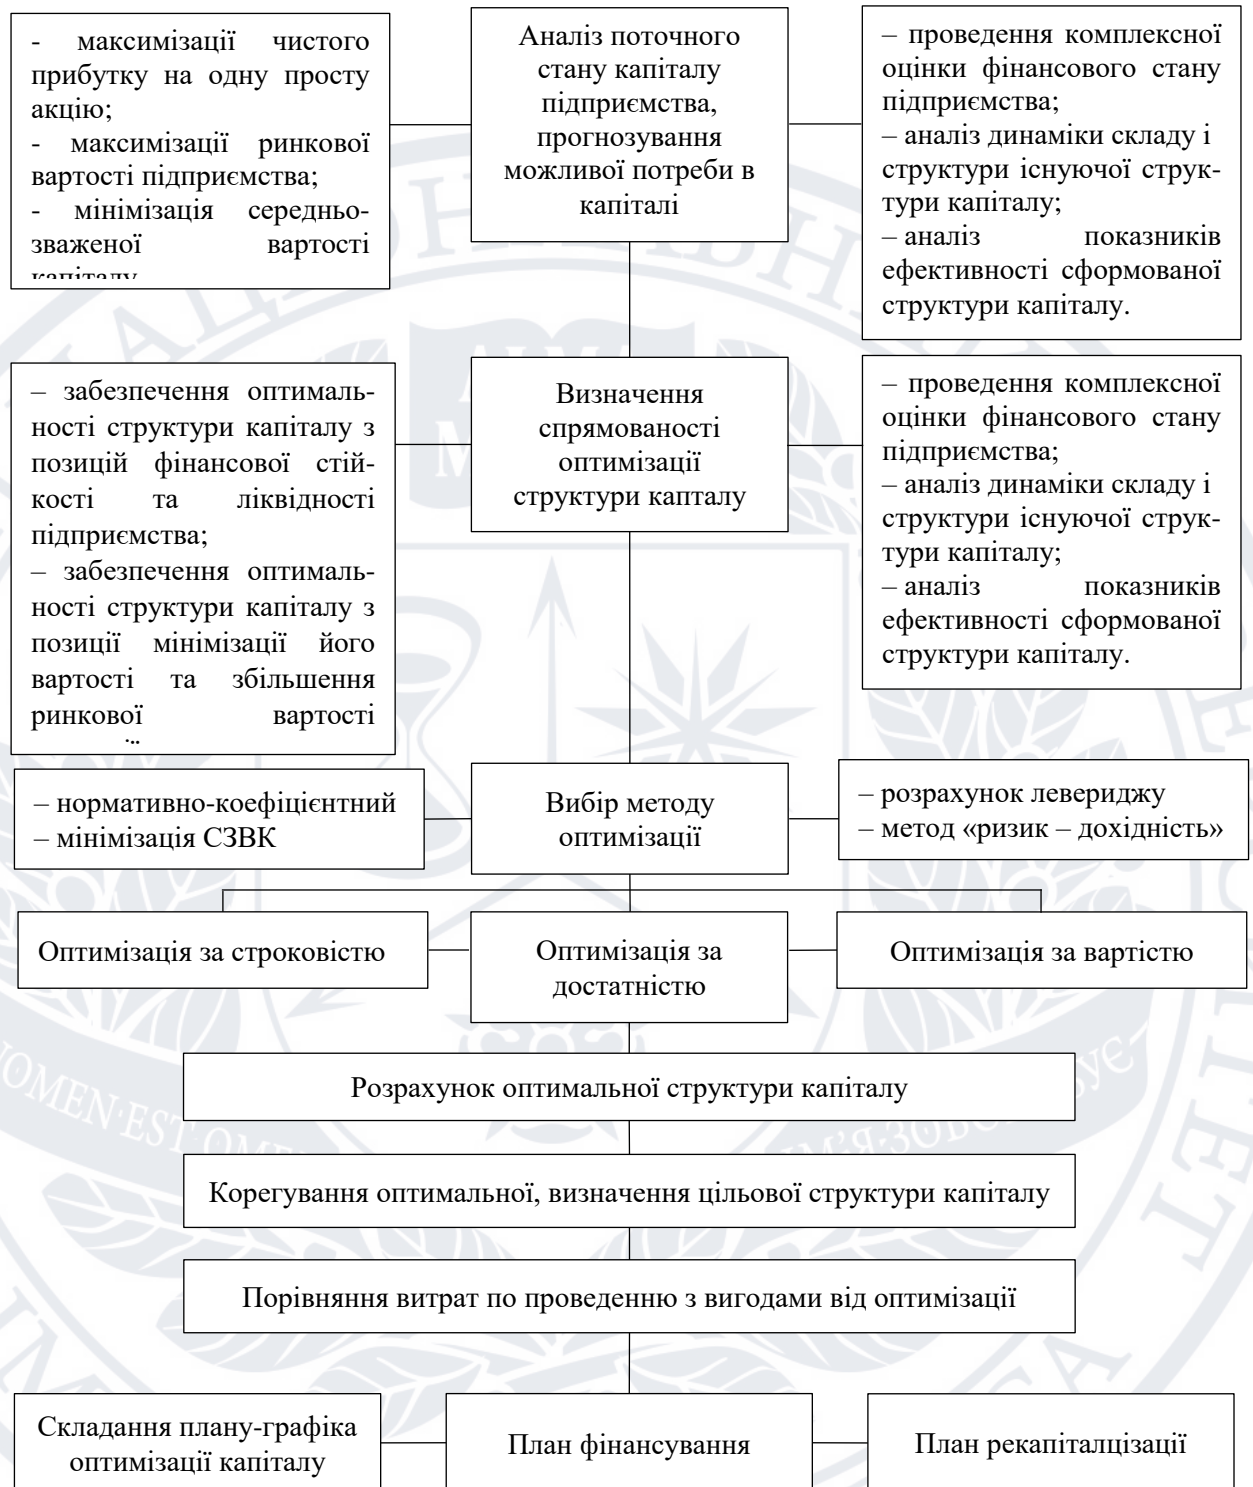 - максимізації чистого
прибутку на одну просту
акцію;
- максимізації ринкової
вартості підприємства;
- мінімізація середньо-
зваженої вартості
капіталу
Аналіз поточного
стану капіталу
підприємства,
прогнозування
можливої потреби в
капіталі
– проведення комплексної
оцінки фінансового стану
підприємства;
– аналіз динаміки складу і
структури існуючої струк-
тури капіталу;
– аналіз показників
ефективності сформованої
структури капіталу.
– забезпечення оптималь-
ності структури капіталу з
позицій фінансової стій-
кості та ліквідності
підприємства;
– забезпечення оптималь-
ності структури капіталу з
позиції мінімізації його
вартості та збільшення
ринкової вартості
Визначення
спрямованості
оптимізації
структури капталу
– проведення комплексної
оцінки фінансового стану
підприємства;
– аналіз динаміки складу і
структури існуючої струк-
тури капіталу;
– аналіз показників
ефективності сформованої
структури капіталу.
– нормативно-коефіцієнтний
– мінімізація СЗВК
Вибір методу
оптимізації
– розрахунок левериджу
– метод «ризик – дохідність»
Оптимізація за строковістю
Оптимізація за
достатністю
Оптимізація за вартістю
Розрахунок оптимальної структури капіталу
Корегування оптимальної, визначення цільової структури капіталу
Порівняння витрат по проведенню з вигодами від оптимізації
Складання плану-графіка
оптимізації капіталу
План фінансування
План рекапіталцізації